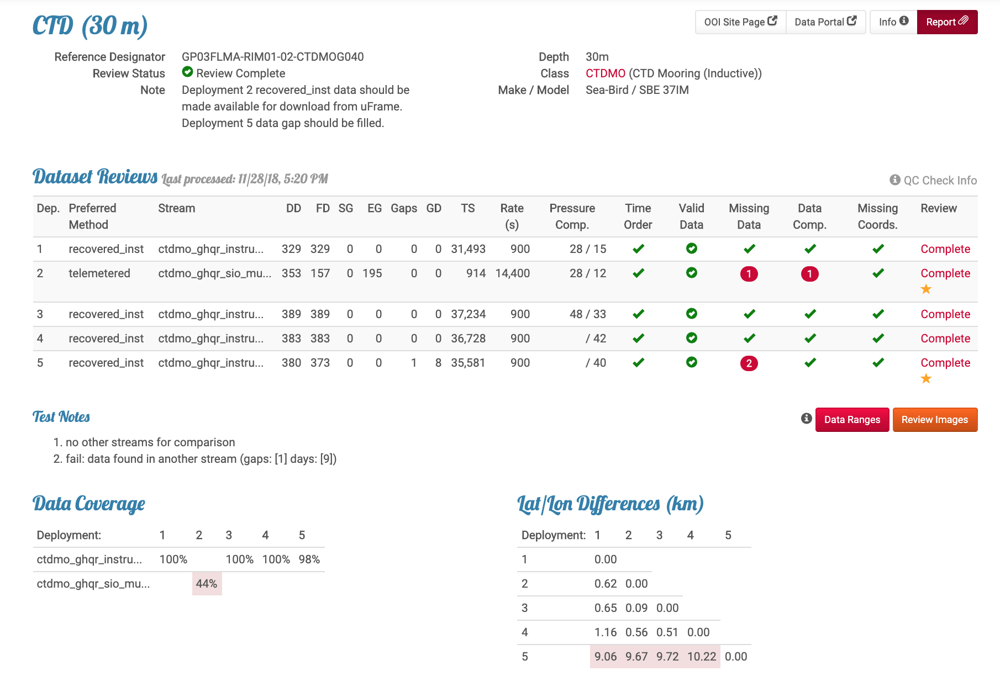 CTD (30 m)
OOI Site Page Data Portal Info Report
Reference Designator GP03FLMA-RIM01-02-CTDMOG040
Review Status Review Complete
Note Deployment 2 recovered_inst data should be
made available for download from uFrame.
Deployment 5 data gap should be filled.
Depth 30m
Class CTDMO (CTD Mooring (Inductive))
Make / Model Sea-Bird / SBE 37IM
Dataset Reviews Last processed: 11/28/18, 5:20 PM
QC Check Info
Dep. Preferred Method Stream DD FD SG EG Gaps GD TS Rate (s) Pressure Comp. Time Order Valid Data Missing Data Data Comp. Missing Coords. Review
1 recovered_inst ctdmo_ghqr_instru... 329 329 0 0 0 0 31,493 900 28 / 15 Complete
2 telemetered ctdmo_ghqr_sio_mu... 353 157 0 195 0 0 914 14,400 28 / 12 1 1 Complete
3 recovered_inst ctdmo_ghqr_instru... 389 389 0 0 0 0 37,234 900 48 / 33 Complete
4 recovered_inst ctdmo_ghqr_instru... 383 383 0 0 0 0 36,728 900 / 42 Complete
5 recovered_inst ctdmo_ghqr_instru... 380 373 0 0 1 8 35,581 900 / 40 2 Complete
Test Notes
Data Ranges Review Images
1. no other streams for comparison
2. fail: data found in another stream (gaps: [1] days: [9])
Data Coverage
Deployment: 1 2 3 4 5
ctdmo_ghqr_instru... 100% 100% 100% 98%
ctdmo_ghqr_sio_mu... 44%
Lat/Lon Differences (km)
Deployment: 1 2 3 4 5
1 0.00
2 0.62 0.00
3 0.65 0.09 0.00
4 1.16 0.56 0.51 0.00
5 9.06 9.67 9.72 10.22 0.00